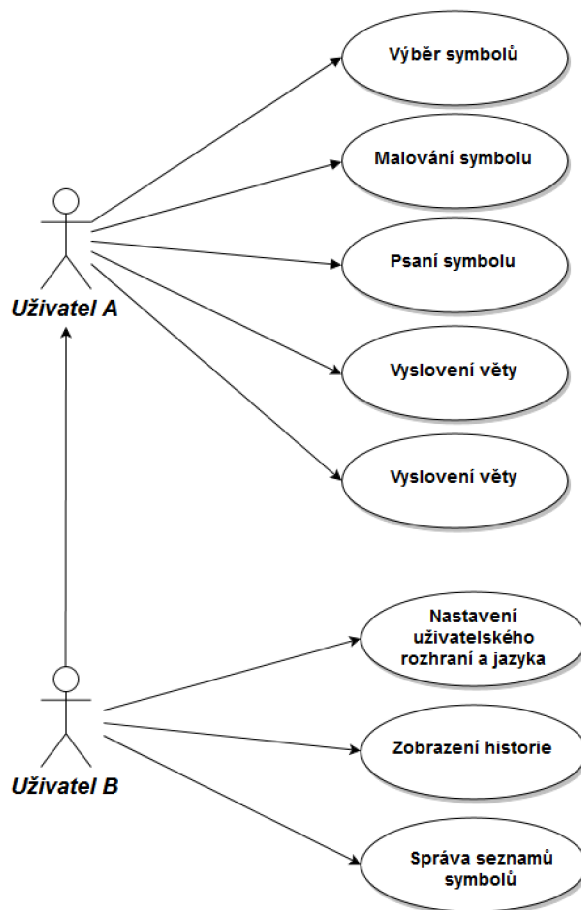 Výběr symbolů
Malování symbolu
Psaní symbolu
Uživatel A
Vyslovení věty
Vyslovení věty
Nastavení
uživatelského
rozhraní a jazyka
Zobrazení historie
Uživatel B
Správa seznamů
symbolů